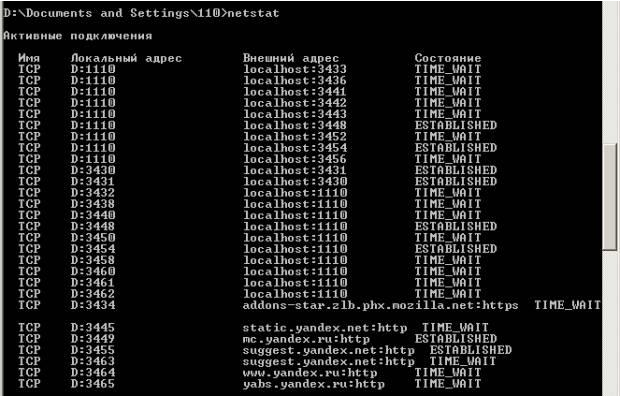 D:\Documents and Settings\110>netstat
Активные подключения
Имя Локальный адрес Внешний адрес Состояние
TCP D:1110 localhost:3433 TIME_WAIT
TCP D:1110 localhost:3436 TIME_WAIT
TCP D:1110 localhost:3441 TIME_WAIT
TCP D:1110 localhost:3442 TIME_WAIT
TCP D:1110 localhost:3443 TIME_WAIT
TCP D:1110 localhost:3448 ESTABLISHED
TCP D:1110 localhost:3452 TIME_WAIT
TCP D:1110 localhost:3454 ESTABLISHED
TCP D:1110 localhost:3456 TIME_WAIT
TCP D:3430 localhost:3431 ESTABLISHED
TCP D:3431 localhost:3430 ESTABLISHED
TCP D:3432 localhost:1110 TIME_WAIT
TCP D:3438 localhost:1110 TIME_WAIT
TCP D:3440 localhost:1110 TIME_WAIT
TCP D:3448 localhost:1110 ESTABLISHED
TCP D:3450 localhost:1110 TIME_WAIT
TCP D:3454 localhost:1110 ESTABLISHED
TCP D:3458 localhost:1110 TIME_WAIT
TCP D:3460 localhost:1110 TIME_WAIT
TCP D:3461 localhost:1110 TIME_WAIT
TCP D:3462 localhost:1110 TIME_WAIT
TCP D:3434 addons-star.zlb.phx.mozilla.net:https TIME_WAIT
TCP D:3445 static.yandex.net:http TIME_WAIT
TCP D:3449 mc.yandex.ru:http ESTABLISHED
TCP D:3455 suggest.yandex.net:http ESTABLISHED
TCP D:3463 suggest.yandex.net:http TIME_WAIT
TCP D:3464 www.yandex.ru:http TIME_WAIT
TCP D:3465 yabs.yandex.ru:http TIME_WAIT